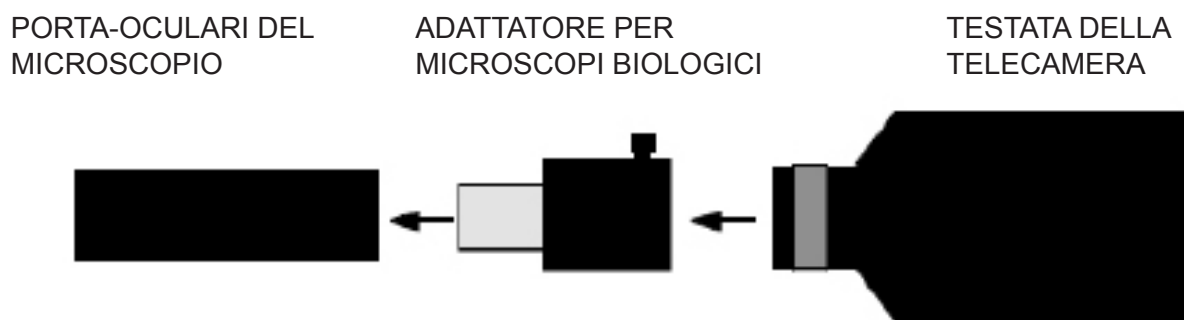 PORTA-OCULARI DEL
MICROSCOPIO
ADATTATORE PER
MICROSCOPI BIOLOGICI
TESTATA DELLA
TELECAMERA